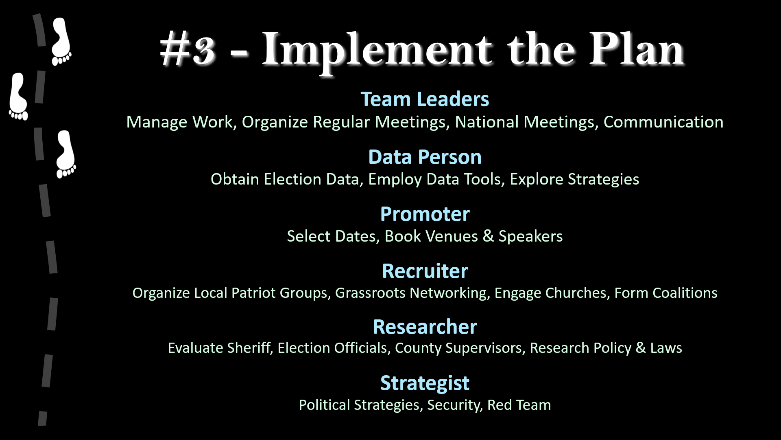 #3 - Implement the Plan
Team Leaders
Manage Work, Organize Regular Meetings, National Meetings, Communication
Data Person
Obtain Election Data, Employ Data Tools, Explore Strategies
Promoter
Select Dates, Book Venues & Speakers
Recruiter
Organize Local Patriot Groups, Grassroots Networking, Engage Churches, Form Coalitions
Researcher
Evaluate Sheriff, Election Officials, County Supervisors, Research Policy & Laws
Strategist
Political Strategies, Security, Red Team